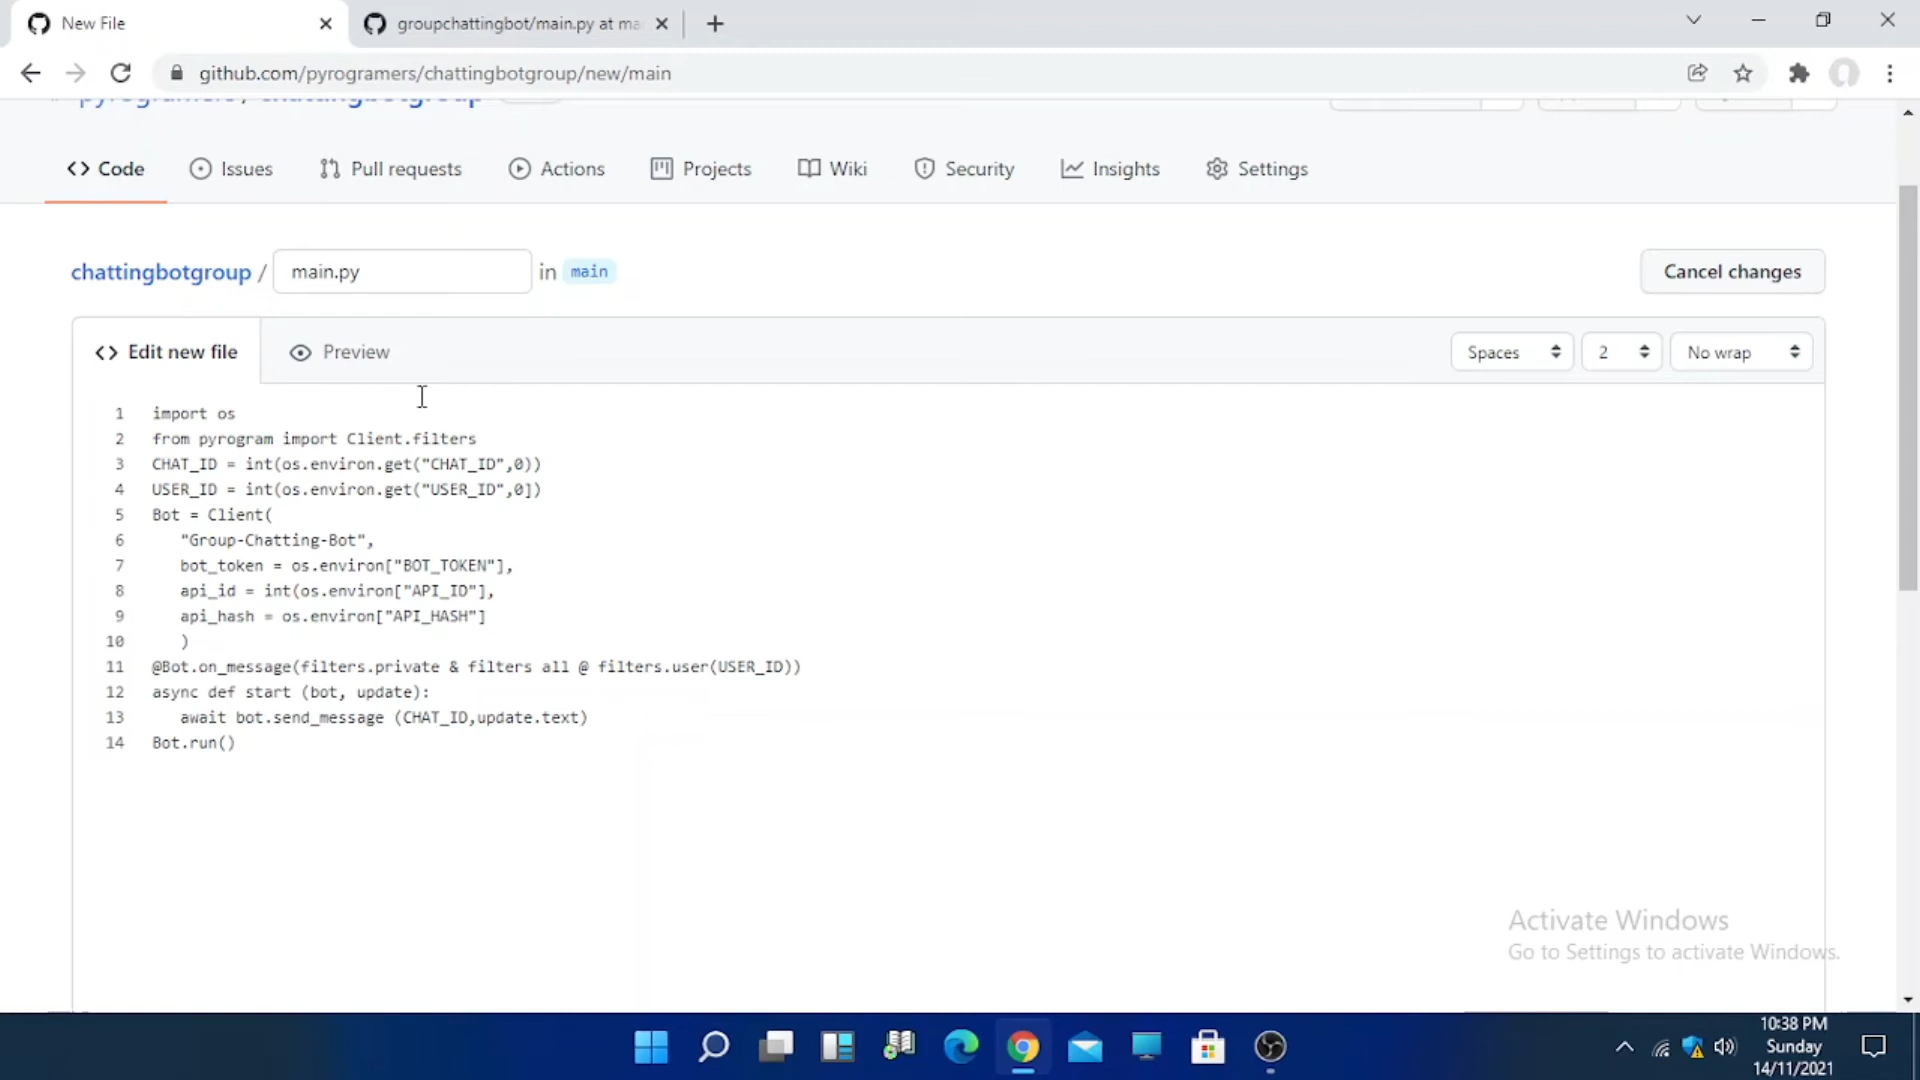 New File
groupchattingbot/main.py at ma
github.com/pyrogramers/chattingbotgroup/new/main
pyrogramers / chattingbotgroup
Code
Issues
Pull requests
Actions
Projects
Wiki
Security
Insights
Settings
chattingbotgroup / main.py in main
Cancel changes
Edit new file
Preview
Spaces
2
No wrap
1 import os
2 from pyrogram import Client.filters
3 CHAT_ID = int(os.environ.get("CHAT_ID",0))
4 USER_ID = int(os.environ.get("USER_ID",0])
5 Bot = Client(
6 "Group-Chatting-Bot",
7 bot_token = os.environ["BOT_TOKEN"],
8 api_id = int(os.environ["API_ID"],
9 api_hash = os.environ["API_HASH"]
10 )
11 @Bot.on_message(filters.private & filters all @ filters.user(USER_ID))
12 async def start (bot, update):
13 await bot.send_message (CHAT_ID,update.text)
14 Bot.run()
Activate Windows
Go to Settings to activate Windows.
10:38 PM
Sunday
14/11/2021